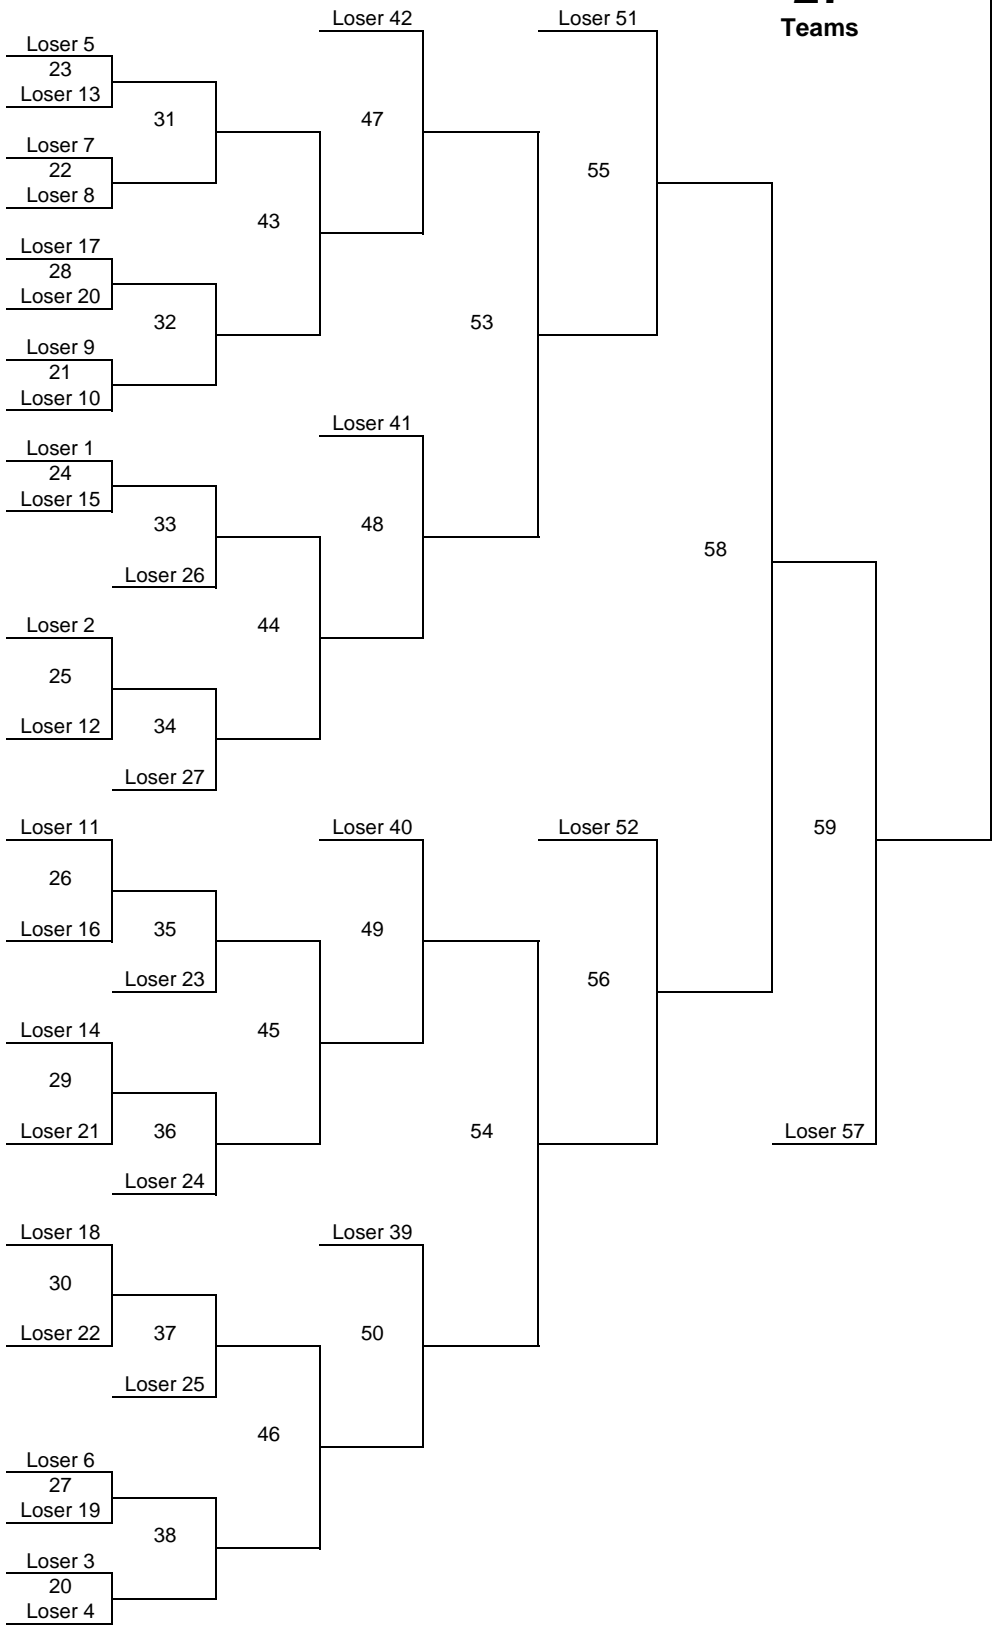 Loser 42
Loser 51
Teams
Loser 5
23
Loser 13
31
47
Loser 7
22
Loser 8
55
43
Loser 17
28
Loser 20
32
53
Loser 9
21
Loser 10
Loser 41
Loser 1
24
Loser 15
33
48
58
Loser 26
Loser 2
44
25
Loser 12
34
Loser 27
Loser 11
Loser 40
Loser 52
59
26
Loser 16
35
49
Loser 23
56
Loser 14
45
29
Loser 21
36
54
Loser 57
Loser 24
Loser 18
Loser 39
30
Loser 22
37
50
Loser 25
46
Loser 6
27
Loser 19
38
Loser 3
20
Loser 4